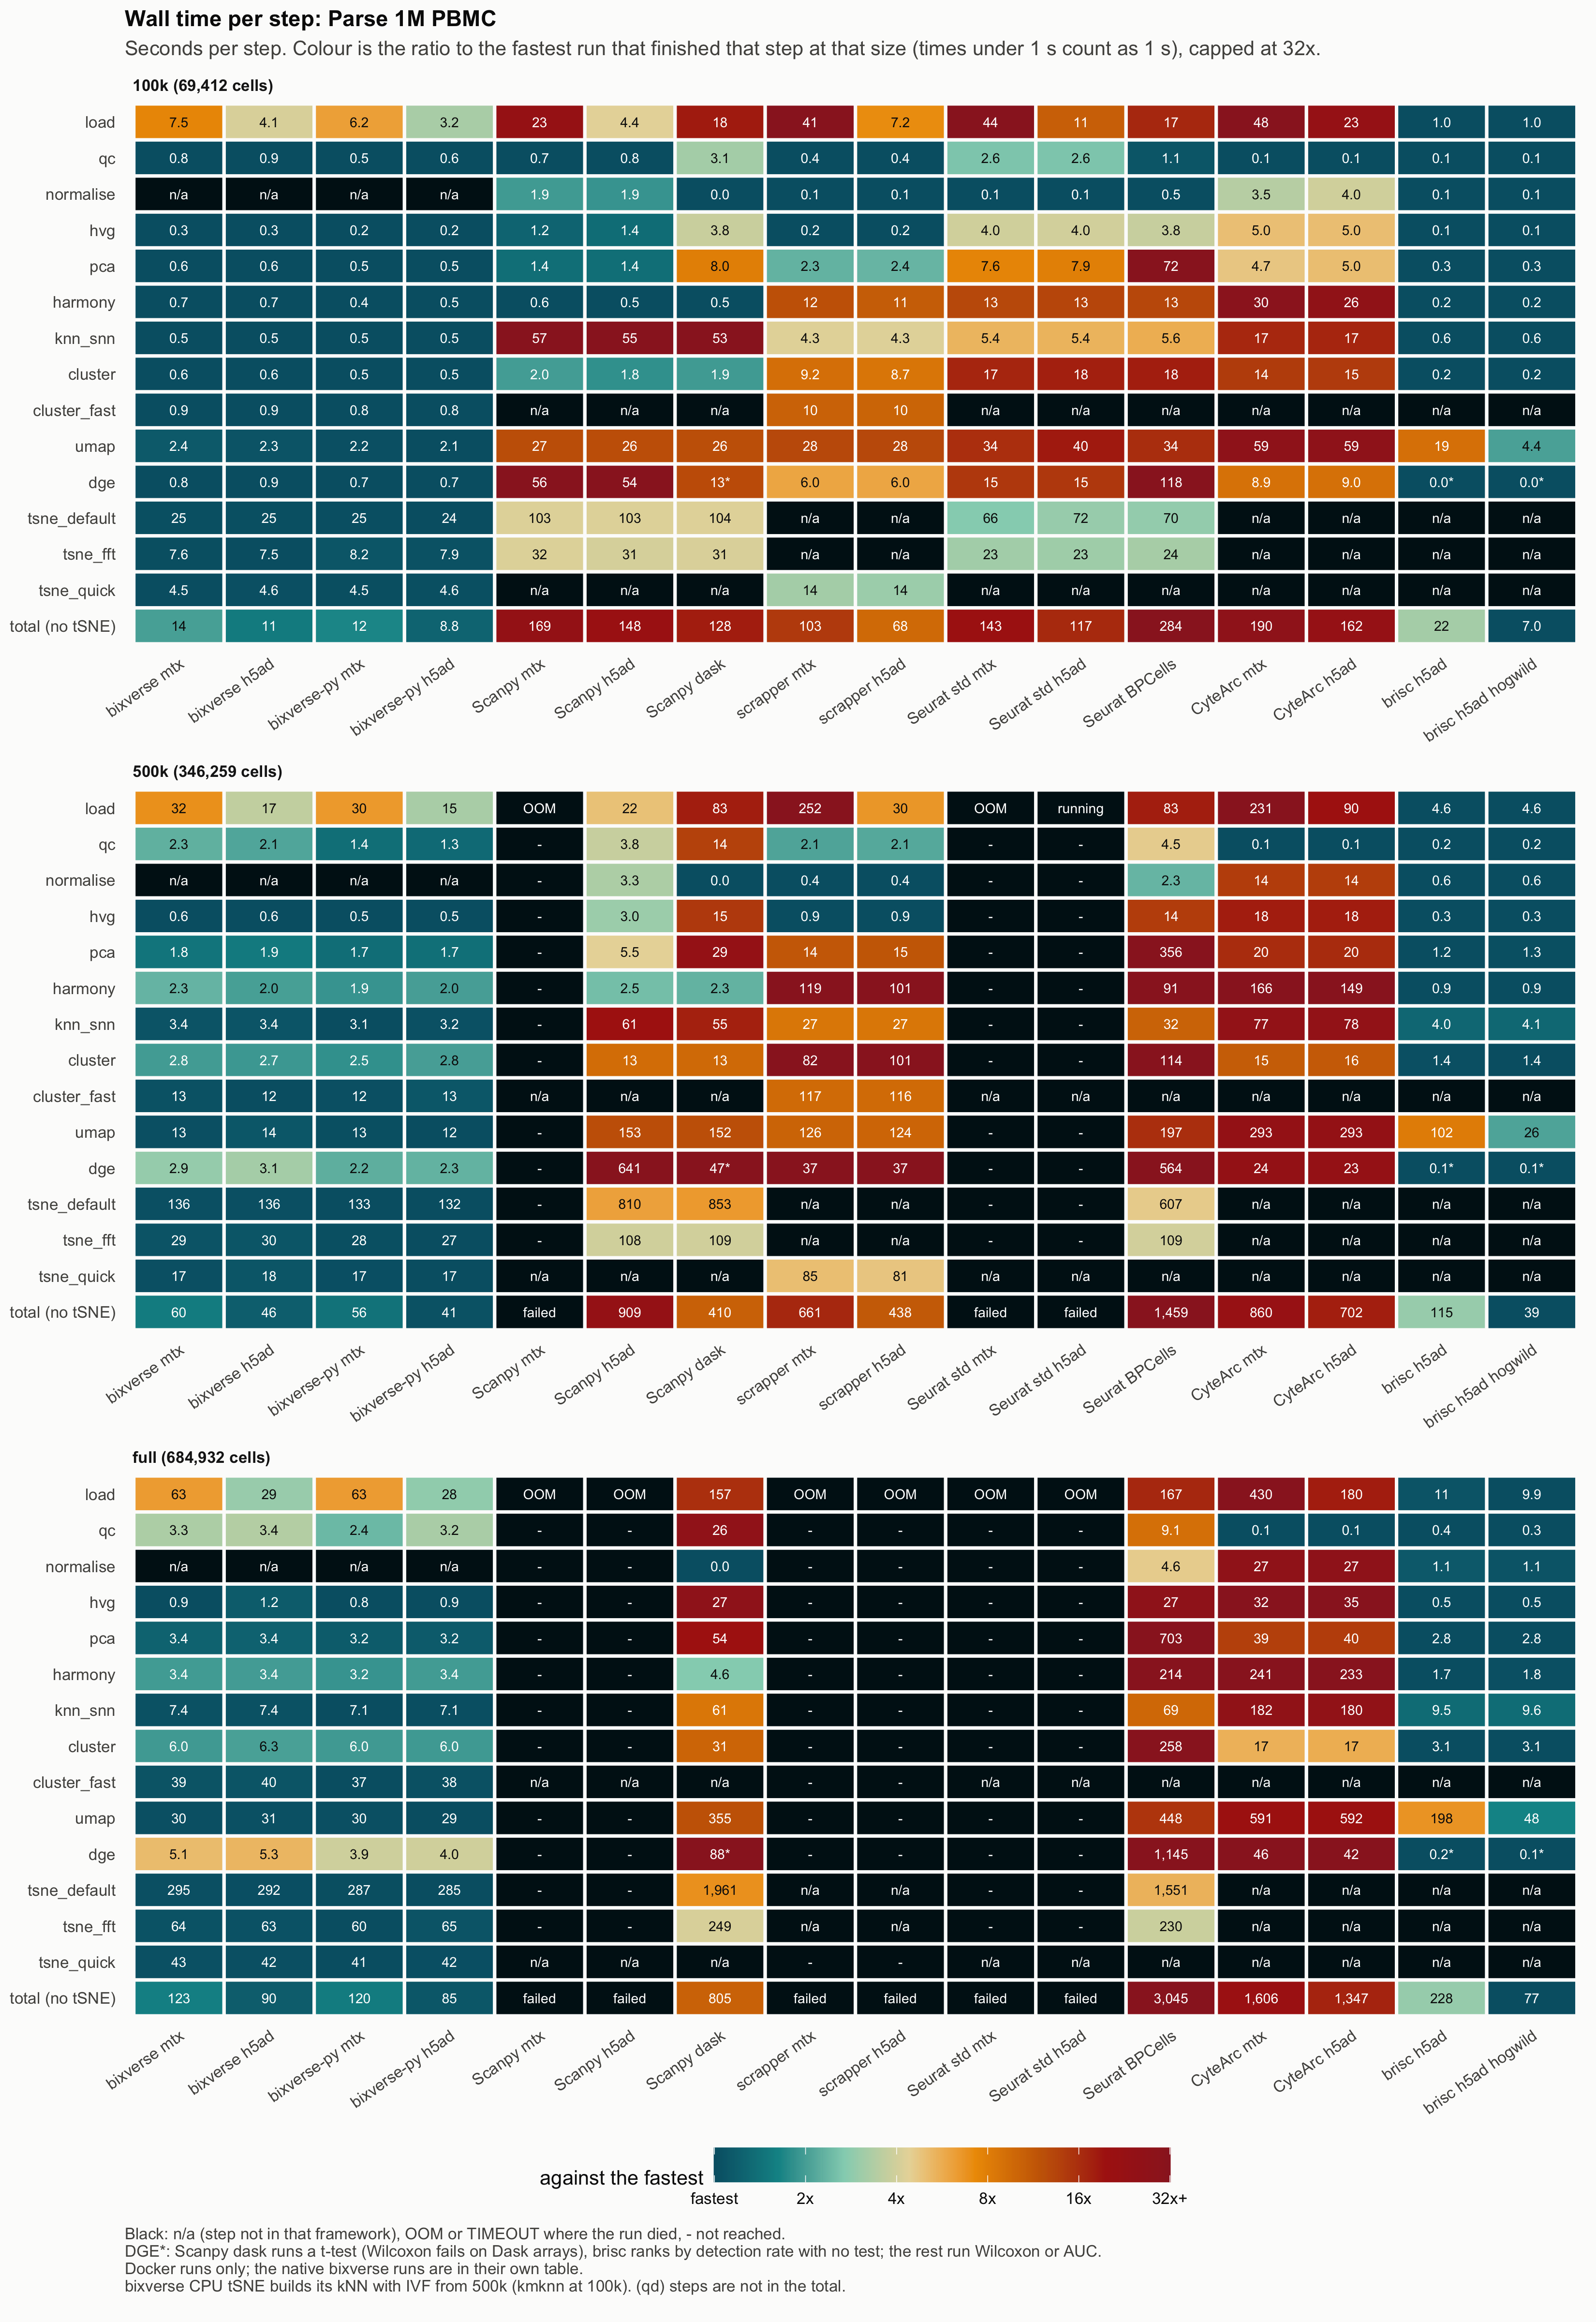 Wall time per step: Parse 1M PBMC
Seconds per step. Colour is the ratio to the fastest run that finished that step at that size (times under 1 s count as 1 s), capped at 32x.
100k (69,412 cells)
load 7.5 4.1 6.2 3.2 23 4.4 18 41 7.2 44 11 17 48 23 1.0 1.0
qc 0.8 0.9 0.5 0.6 0.7 0.8 3.1 0.4 0.4 2.6 2.6 1.1 0.1 0.1 0.1 0.1
normalise n/a n/a n/a n/a 1.9 1.9 0.0 0.1 0.1 0.1 0.1 0.5 3.5 4.0 0.1 0.1
hvg 0.3 0.3 0.2 0.2 1.2 1.4 3.8 0.2 0.2 4.0 4.0 3.8 5.0 5.0 0.1 0.1
pca 0.6 0.6 0.5 0.5 1.4 1.4 8.0 2.3 2.4 7.6 7.9 72 4.7 5.0 0.3 0.3
harmony 0.7 0.7 0.4 0.5 0.6 0.5 0.5 12 11 13 13 13 30 26 0.2 0.2
knn_snn 0.5 0.5 0.5 0.5 57 55 53 4.3 4.3 5.4 5.4 5.6 17 17 0.6 0.6
cluster 0.6 0.6 0.5 0.5 2.0 1.8 1.9 9.2 8.7 17 18 18 14 15 0.2 0.2
cluster_fast 0.9 0.9 0.8 0.8 n/a n/a n/a 10 10 n/a n/a n/a n/a n/a n/a n/a
umap 2.4 2.3 2.2 2.1 27 26 26 28 28 34 40 34 59 59 19 4.4
dge 0.8 0.9 0.7 0.7 56 54 13* 6.0 6.0 15 15 118 8.9 9.0 0.0* 0.0*
tsne_default 25 25 25 24 103 103 104 n/a n/a 66 72 70 n/a n/a n/a n/a
tsne_fft 7.6 7.5 8.2 7.9 32 31 31 n/a n/a 23 23 24 n/a n/a n/a n/a
tsne_quick 4.5 4.6 4.5 4.6 n/a n/a n/a 14 14 n/a n/a n/a n/a n/a n/a n/a
total (no tSNE) 14 11 12 8.8 169 148 128 103 68 143 117 284 190 162 22 7.0
bixverse mtx bixverse h5ad bixverse-py mtx bixverse-py h5ad Scanpy mtx Scanpy h5ad Scanpy dask scrapper mtx scrapper h5ad Seurat std mtx Seurat std h5ad Seurat BPCells CyteArc mtx CyteArc h5ad brisc h5ad brisc h5ad hogwild
500k (346,259 cells)
load 32 17 30 15 OOM 22 83 252 30 OOM running 83 231 90 4.6 4.6
qc 2.3 2.1 1.4 1.3 - 3.8 14 2.1 2.1 - - 4.5 0.1 0.1 0.2 0.2
normalise n/a n/a n/a n/a - 3.3 0.0 0.4 0.4 - - 2.3 14 14 0.6 0.6
hvg 0.6 0.6 0.5 0.5 - 3.0 15 0.9 0.9 - - 14 18 18 0.3 0.3
pca 1.8 1.9 1.7 1.7 - 5.5 29 14 15 - - 356 20 20 1.2 1.3
harmony 2.3 2.0 1.9 2.0 - 2.5 2.3 119 101 - - 91 166 149 0.9 0.9
knn_snn 3.4 3.4 3.1 3.2 - 61 55 27 27 - - 32 77 78 4.0 4.1
cluster 2.8 2.7 2.5 2.8 - 13 13 82 101 - - 114 15 16 1.4 1.4
cluster_fast 13 12 12 13 n/a n/a n/a 117 116 n/a n/a n/a n/a n/a n/a n/a
umap 13 14 13 12 - 153 152 126 124 - - 197 293 293 102 26
dge 2.9 3.1 2.2 2.3 - 641 47* 37 37 - - 564 24 23 0.1* 0.1*
tsne_default 136 136 133 132 - 810 853 n/a n/a - - 607 n/a n/a n/a n/a
tsne_fft 29 30 28 27 - 108 109 n/a n/a - - 109 n/a n/a n/a n/a
tsne_quick 17 18 17 17 n/a n/a n/a 85 81 n/a n/a n/a n/a n/a n/a n/a
total (no tSNE) 60 46 56 41 failed 909 410 661 438 failed failed 1,459 860 702 115 39
bixverse mtx bixverse h5ad bixverse-py mtx bixverse-py h5ad Scanpy mtx Scanpy h5ad Scanpy dask scrapper mtx scrapper h5ad Seurat std mtx Seurat std h5ad Seurat BPCells CyteArc mtx CyteArc h5ad brisc h5ad brisc h5ad hogwild
full (684,932 cells)
load 63 29 63 28 OOM OOM 157 OOM OOM OOM OOM 167 430 180 11 9.9
qc 3.3 3.4 2.4 3.2 - - 26 - - - - 9.1 0.1 0.1 0.4 0.3
normalise n/a n/a n/a n/a - - 0.0 - - - - 4.6 27 27 1.1 1.1
hvg 0.9 1.2 0.8 0.9 - - 27 - - - - 27 32 35 0.5 0.5
pca 3.4 3.4 3.2 3.2 - - 54 - - - - 703 39 40 2.8 2.8
harmony 3.4 3.4 3.2 3.4 - - 4.6 - - - - 214 241 233 1.7 1.8
knn_snn 7.4 7.4 7.1 7.1 - - 61 - - - - 69 182 180 9.5 9.6
cluster 6.0 6.3 6.0 6.0 - - 31 - - - - 258 17 17 3.1 3.1
cluster_fast 39 40 37 38 n/a n/a n/a - - n/a n/a n/a n/a n/a n/a n/a
umap 30 31 30 29 - - 355 - - - - 448 591 592 198 48
dge 5.1 5.3 3.9 4.0 - - 88* - - - - 1,145 46 42 0.2* 0.1*
tsne_default 295 292 287 285 - - 1,961 n/a n/a - - 1,551 n/a n/a n/a n/a
tsne_fft 64 63 60 65 - - 249 n/a n/a - - 230 n/a n/a n/a n/a
tsne_quick 43 42 41 42 n/a n/a n/a - - n/a n/a n/a n/a n/a n/a n/a
total (no tSNE) 123 90 120 85 failed failed 805 failed failed failed failed 3,045 1,606 1,347 228 77
bixverse mtx bixverse h5ad bixverse-py mtx bixverse-py h5ad Scanpy mtx Scanpy h5ad Scanpy dask scrapper mtx scrapper h5ad Seurat std mtx Seurat std h5ad Seurat BPCells CyteArc mtx CyteArc h5ad brisc h5ad brisc h5ad hogwild
against the fastest
fastest 2x 4x 8x 16x 32x+
Black: n/a (step not in that framework), OOM or TIMEOUT where the run died, - not reached.
DGE*: Scanpy dask runs a t-test (Wilcoxon fails on Dask arrays), brisc ranks by detection rate with no test; the rest run Wilcoxon or AUC.
Docker runs only; the native bixverse runs are in their own table.
bixverse CPU tSNE builds its kNN with IVF from 500k (kmknn at 100k). (qd) steps are not in the total.